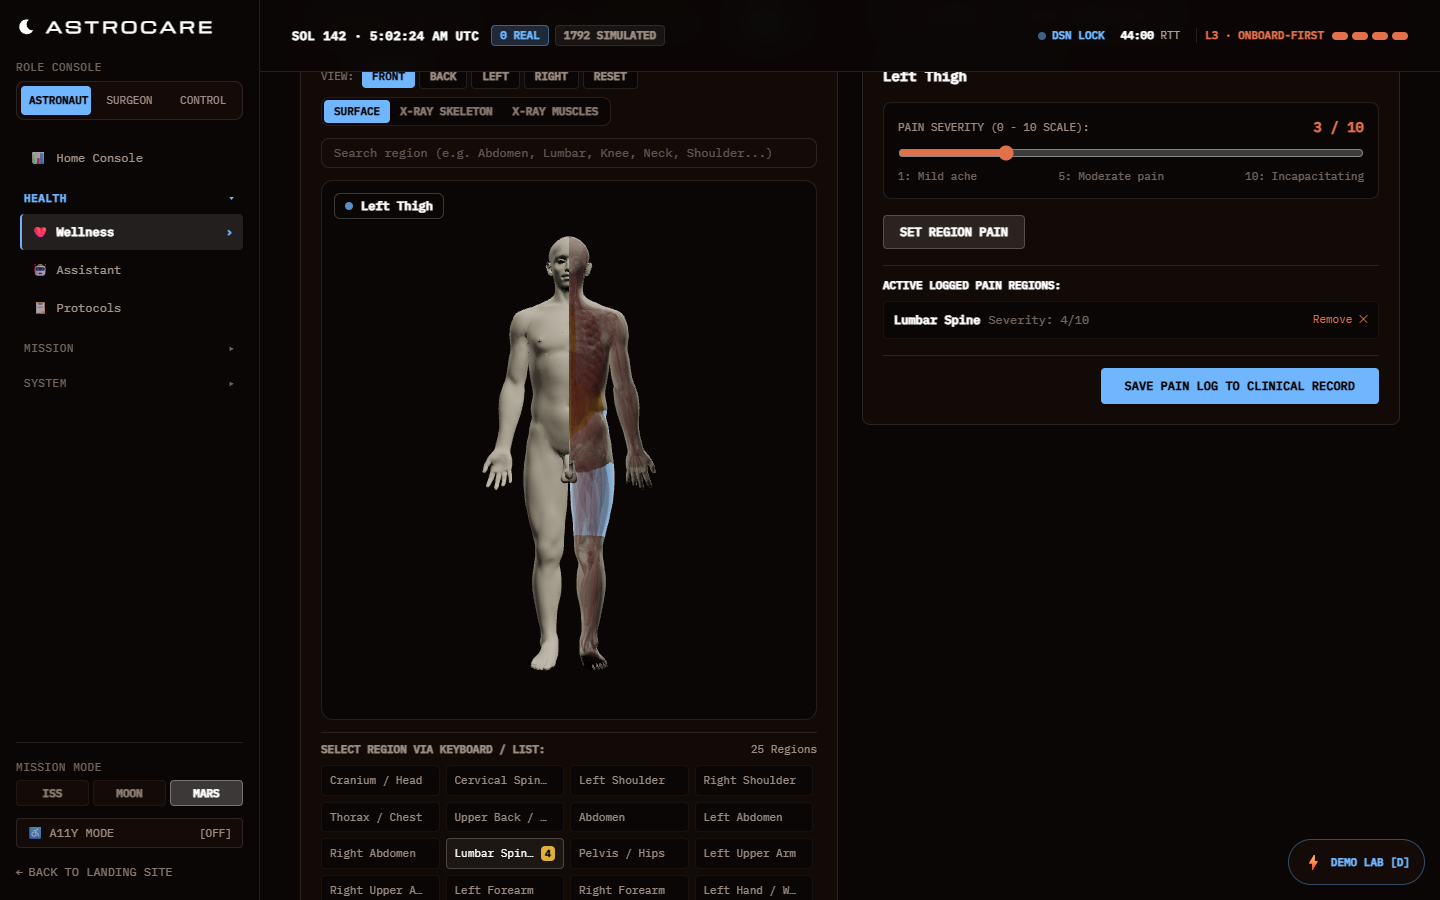 ASTROCARE
ROLE CONSOLE
ASTRONAUT SURGEON CONTROL
Home Console
HEALTH
Wellness
Assistant
Protocols
MISSION
SYSTEM
MISSION MODE
ISS MOON MARS
A11Y MODE [OFF]
← BACK TO LANDING SITE
SOL 142 · 5:02:24 AM UTC 0 REAL 1792 SIMULATED
DSN LOCK 44:00 RTT L3 · ONBOARD-FIRST
VIEW: FRONT BACK LEFT RIGHT RESET
SURFACE X-RAY SKELETON X-RAY MUSCLES
Search region (e.g. Abdomen, Lumbar, Knee, Neck, Shoulder...)
Left Thigh
SELECT REGION VIA KEYBOARD / LIST: 25 Regions
Cranium / Head Cervical Spin… Left Shoulder Right Shoulder
Thorax / Chest Upper Back / … Abdomen Left Abdomen
Right Abdomen Lumbar Spin… 4 Pelvis / Hips Left Upper Arm
Right Upper A… Left Forearm Right Forearm Left Hand / W…
Left Thigh
PAIN SEVERITY (0 - 10 SCALE): 3 / 10
1: Mild ache 5: Moderate pain 10: Incapacitating
SET REGION PAIN
ACTIVE LOGGED PAIN REGIONS:
Lumbar Spine Severity: 4/10 Remove ✕
SAVE PAIN LOG TO CLINICAL RECORD
DEMO LAB [D]